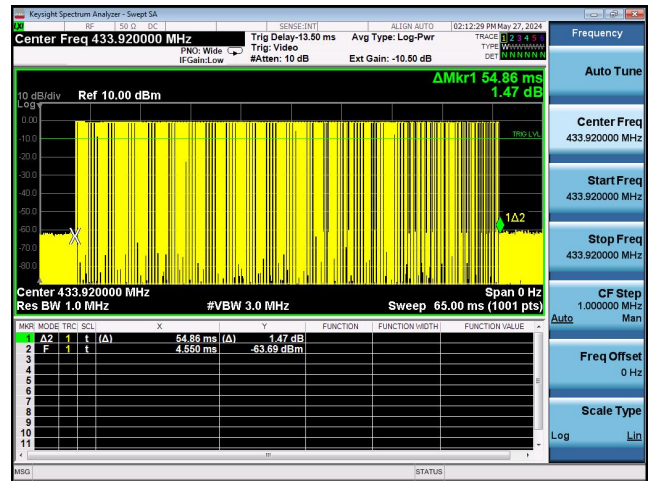 Keysight Spectrum Analyzer - Swept SA
LXI RF 50 Ω DC SENSE:INT ALIGN AUTO 02:12:29 PM May 27, 2024
Center Freq 433.920000 MHz
PNO: Wide
IFGain:Low
Trig Delay-13.50 ms
Trig: Video
#Atten: 10 dB
Avg Type: Log-Pwr
Ext Gain: -10.50 dB
TRACE 1 2 3 4 5 6
TYPE WWWWWW
DET N N N N N N
ΔMkr1 54.86 ms
1.47 dB
10 dB/div
Log
Ref 10.00 dBm
0.00
-10.0
-20.0
-30.0
-40.0
-50.0
-60.0
-70.0
-80.0
TRIG LVL
1Δ2
Center 433.920000 MHz
Span 0 Hz
Res BW 1.0 MHz
#VBW 3.0 MHz
Sweep 65.00 ms (1001 pts)
MKR MODE TRC SCL X Y FUNCTION FUNCTION WIDTH FUNCTION VALUE
1 Δ2 1 t (Δ) 54.86 ms (Δ) 1.47 dB
2 F 1 t 4.550 ms -63.69 dBm
3
4
5
6
7
8
9
10
11
MSG
STATUS
Frequency
Auto Tune
Center Freq
433.920000 MHz
Start Freq
433.920000 MHz
Stop Freq
433.920000 MHz
CF Step
1.000000 MHz
Auto Man
Freq Offset
0 Hz
Scale Type
Log Lin